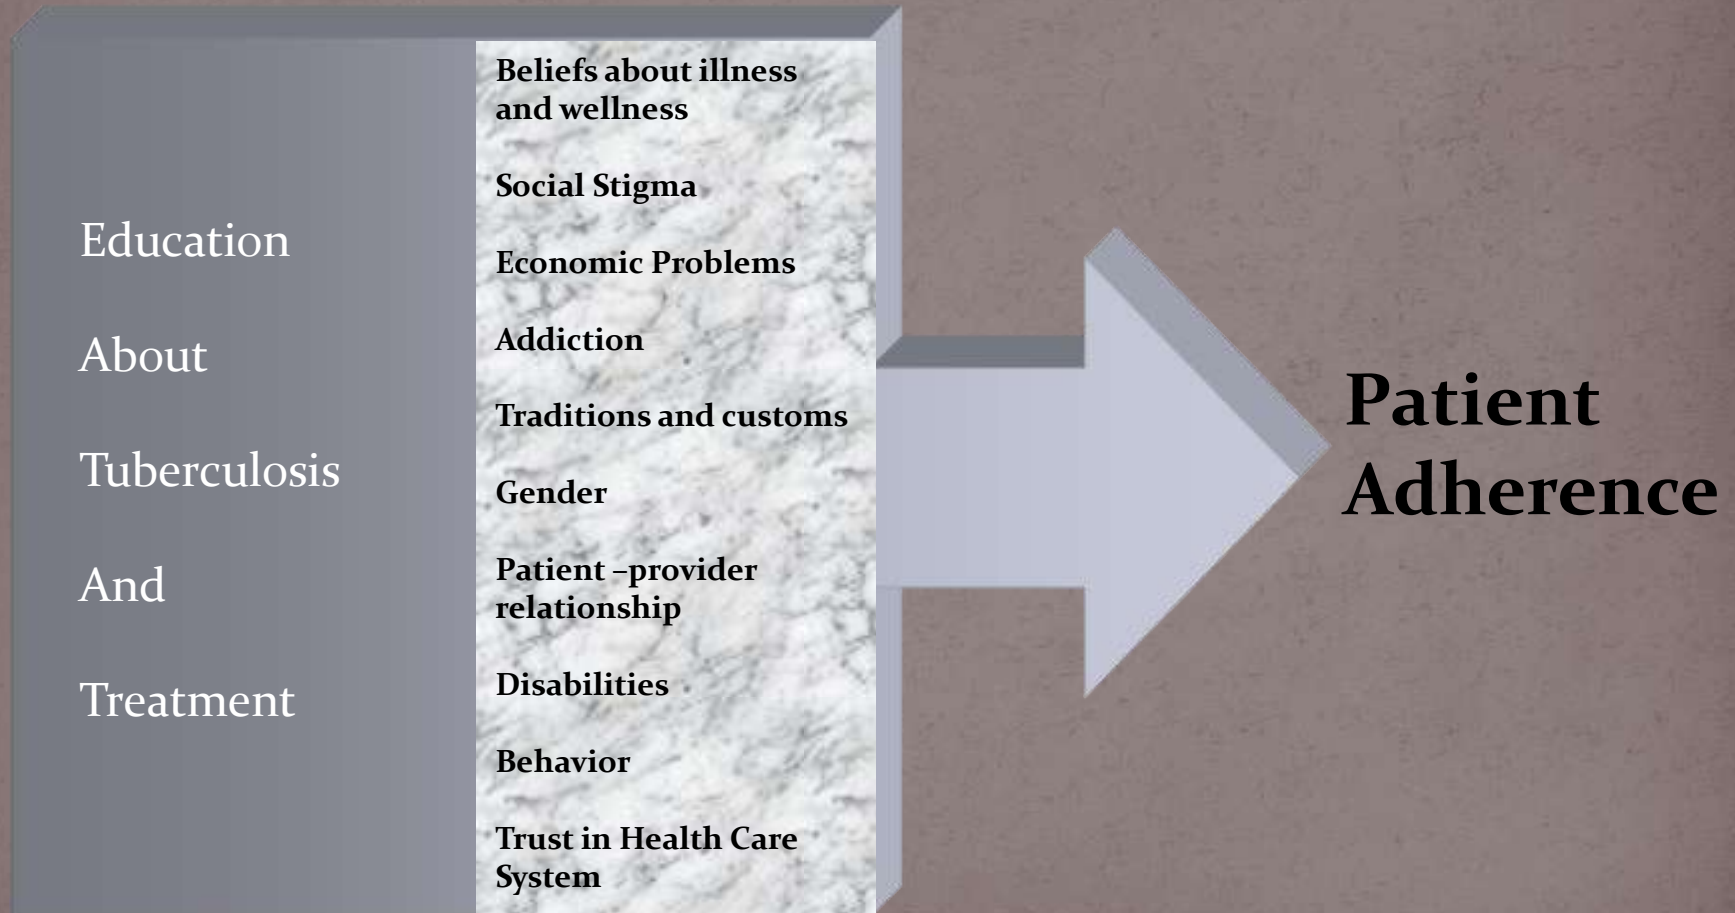 Education
About
Tuberculosis
And
Treatment
Beliefs about illness
and wellness
Social Stigma
Economic Problems
Addiction
Traditions and customs
Gender
Patient –provider
relationship
Disabilities
Behavior
Trust in Health Care
System
Patient
Adherence